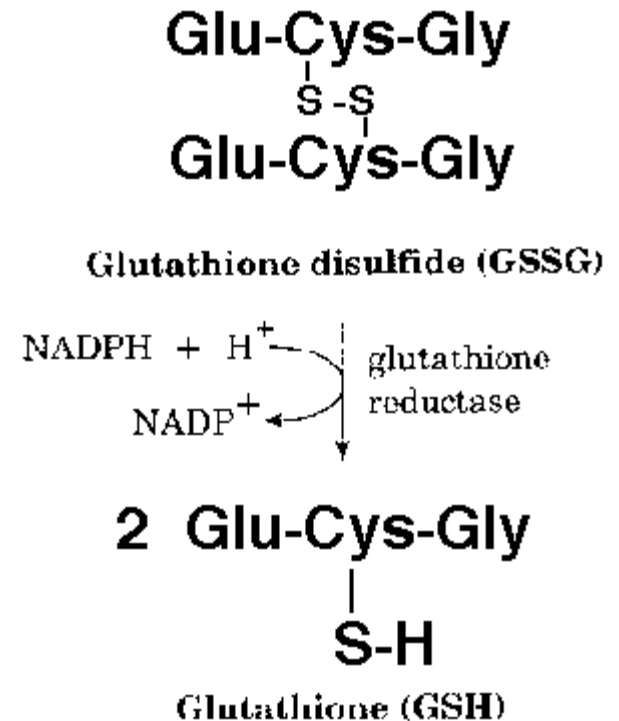 Glu-Cys-Gly
S-S
Glu-Cys-Gly
Glutathione disulfide (GSSG)
NADPH + H+
glutathione
reductase
NADP+
2 Glu-Cys-Gly
S-H
Glutathione (GSH)